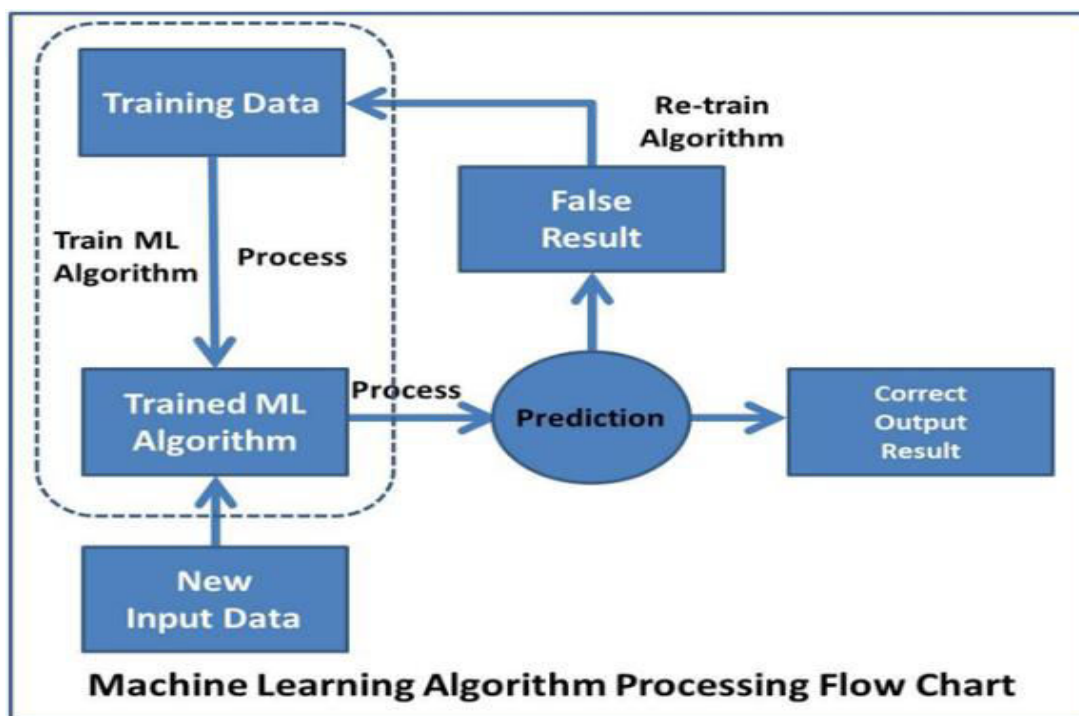 Training Data
Re-train
Algorithm
False
Result
Train ML
Algorithm
Process
Trained ML
Algorithm
Process
Prediction
Correct
Output
Result
New
Input Data
Machine Learning Algorithm Processing Flow Chart